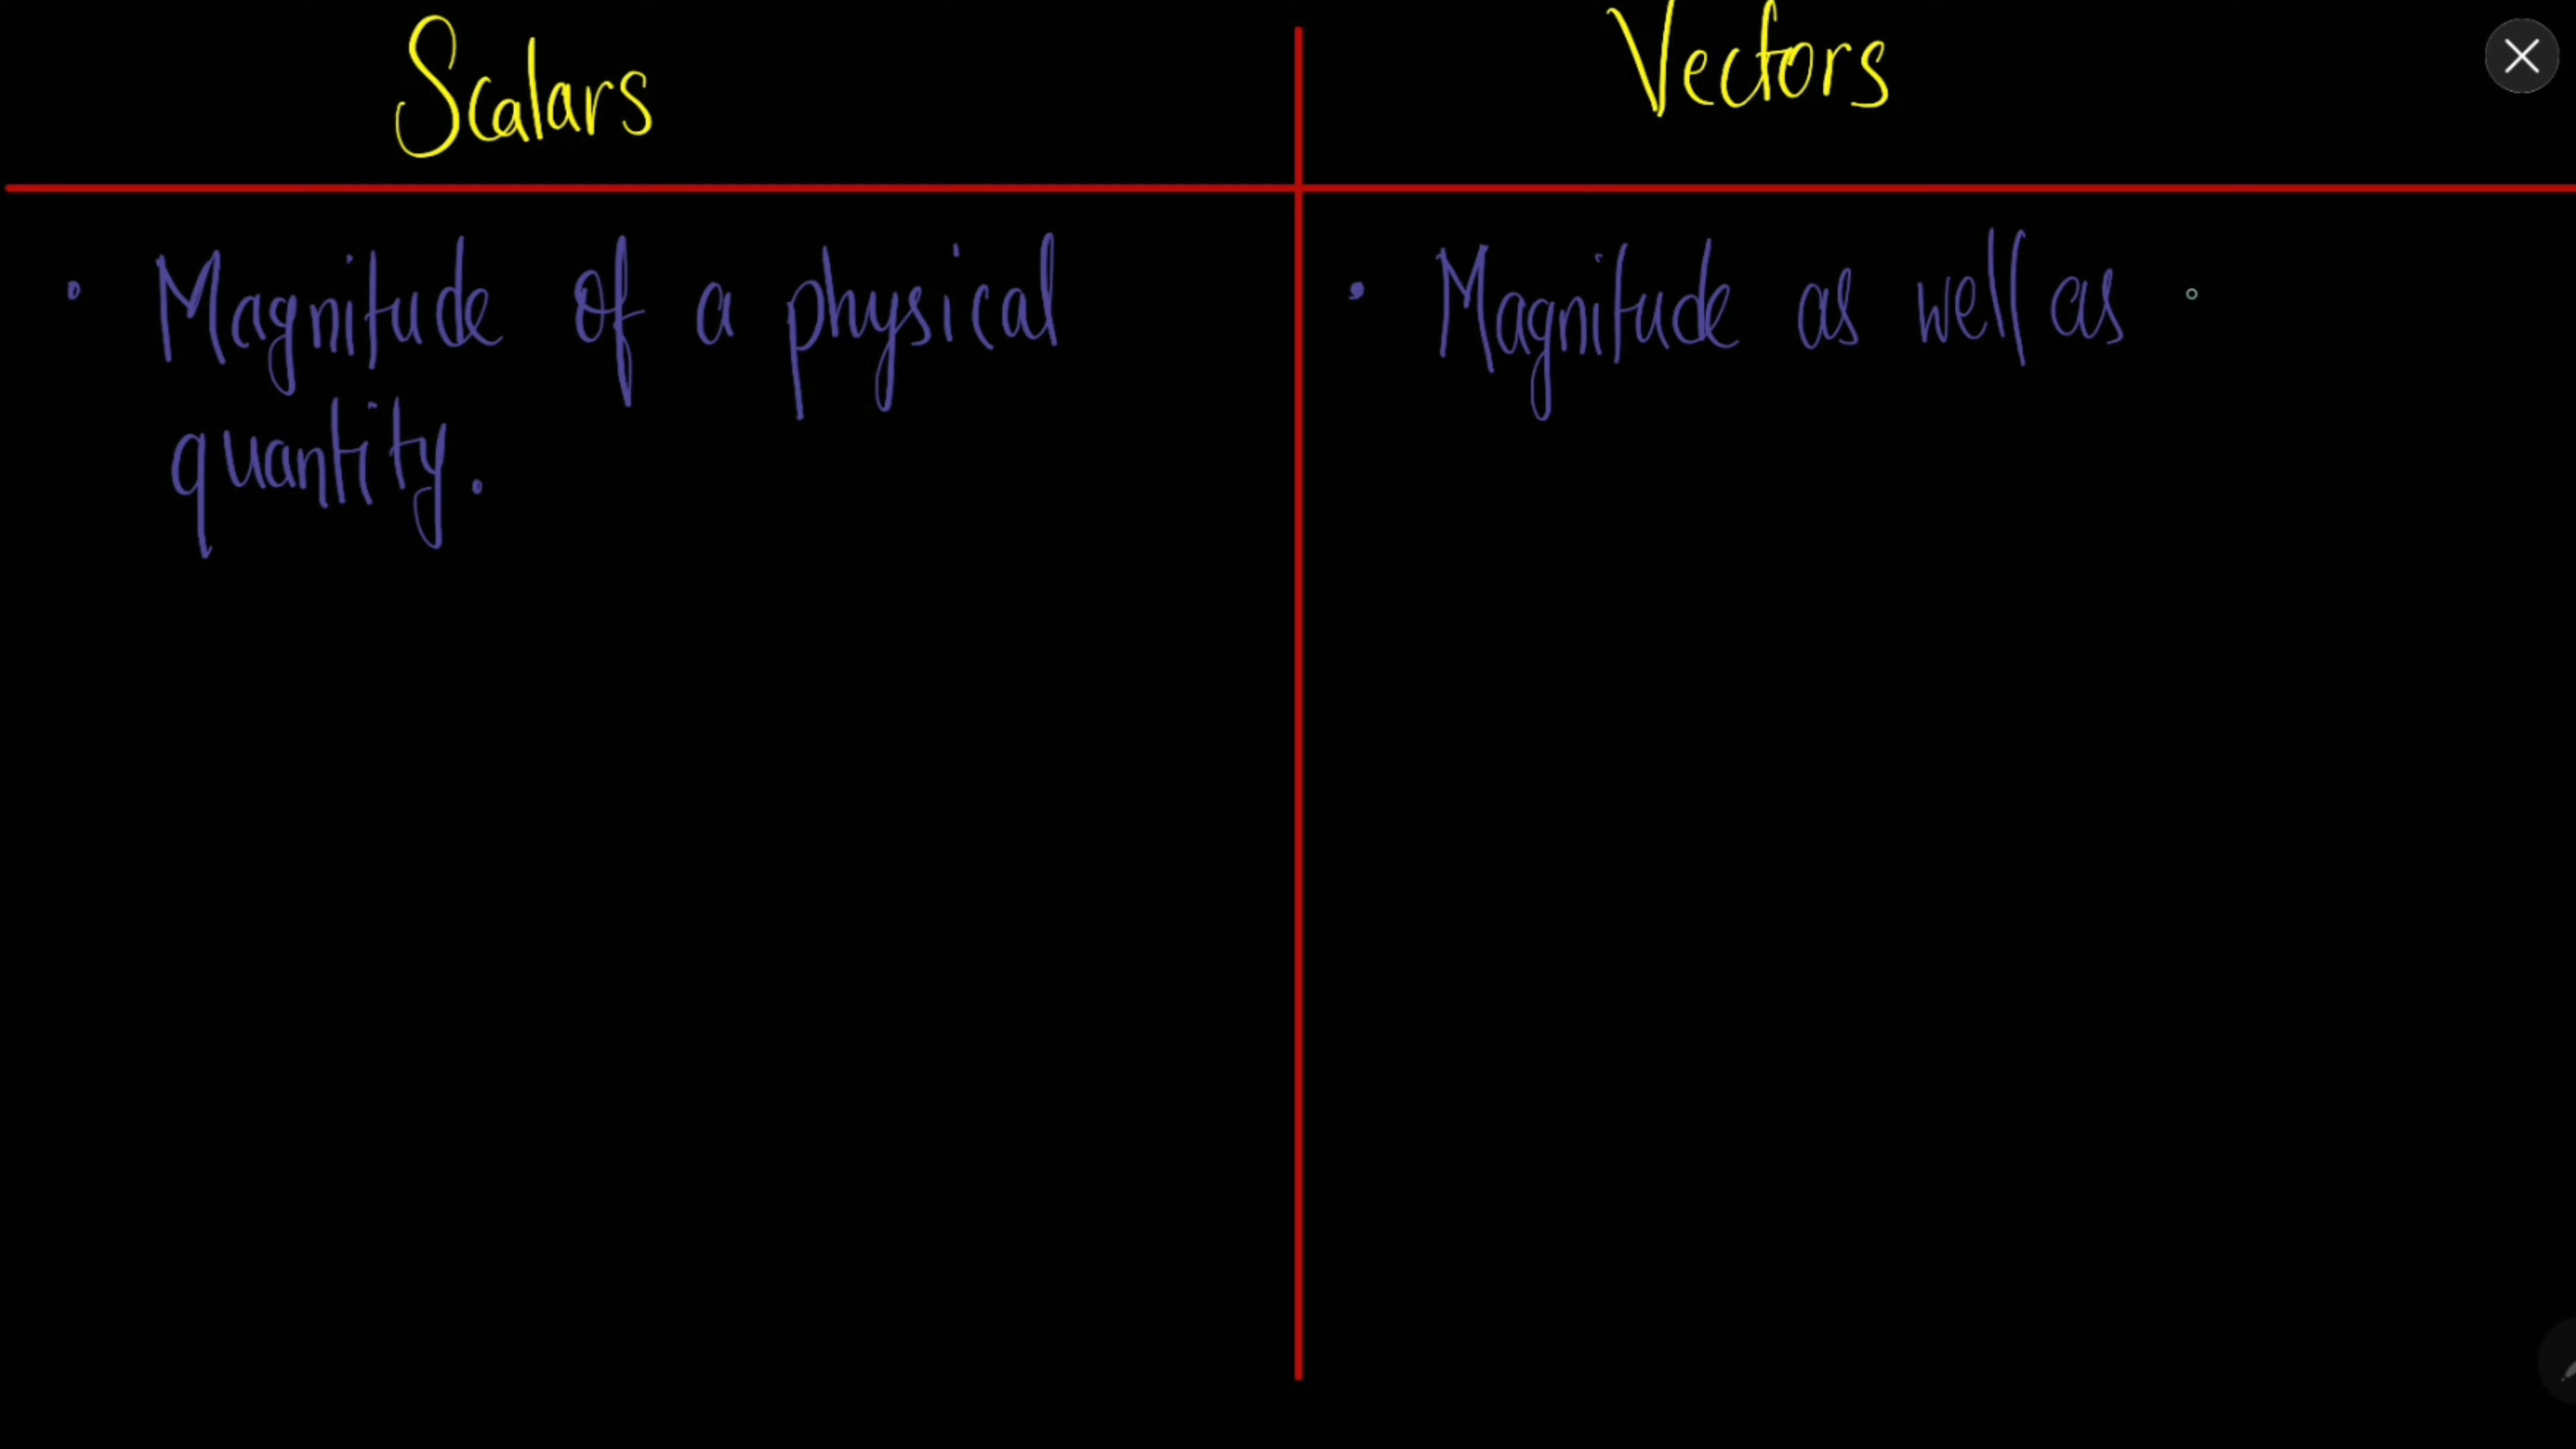 Scalars
Vectors
• Magnitude of a physical
quantity.
• Magnitude as well as